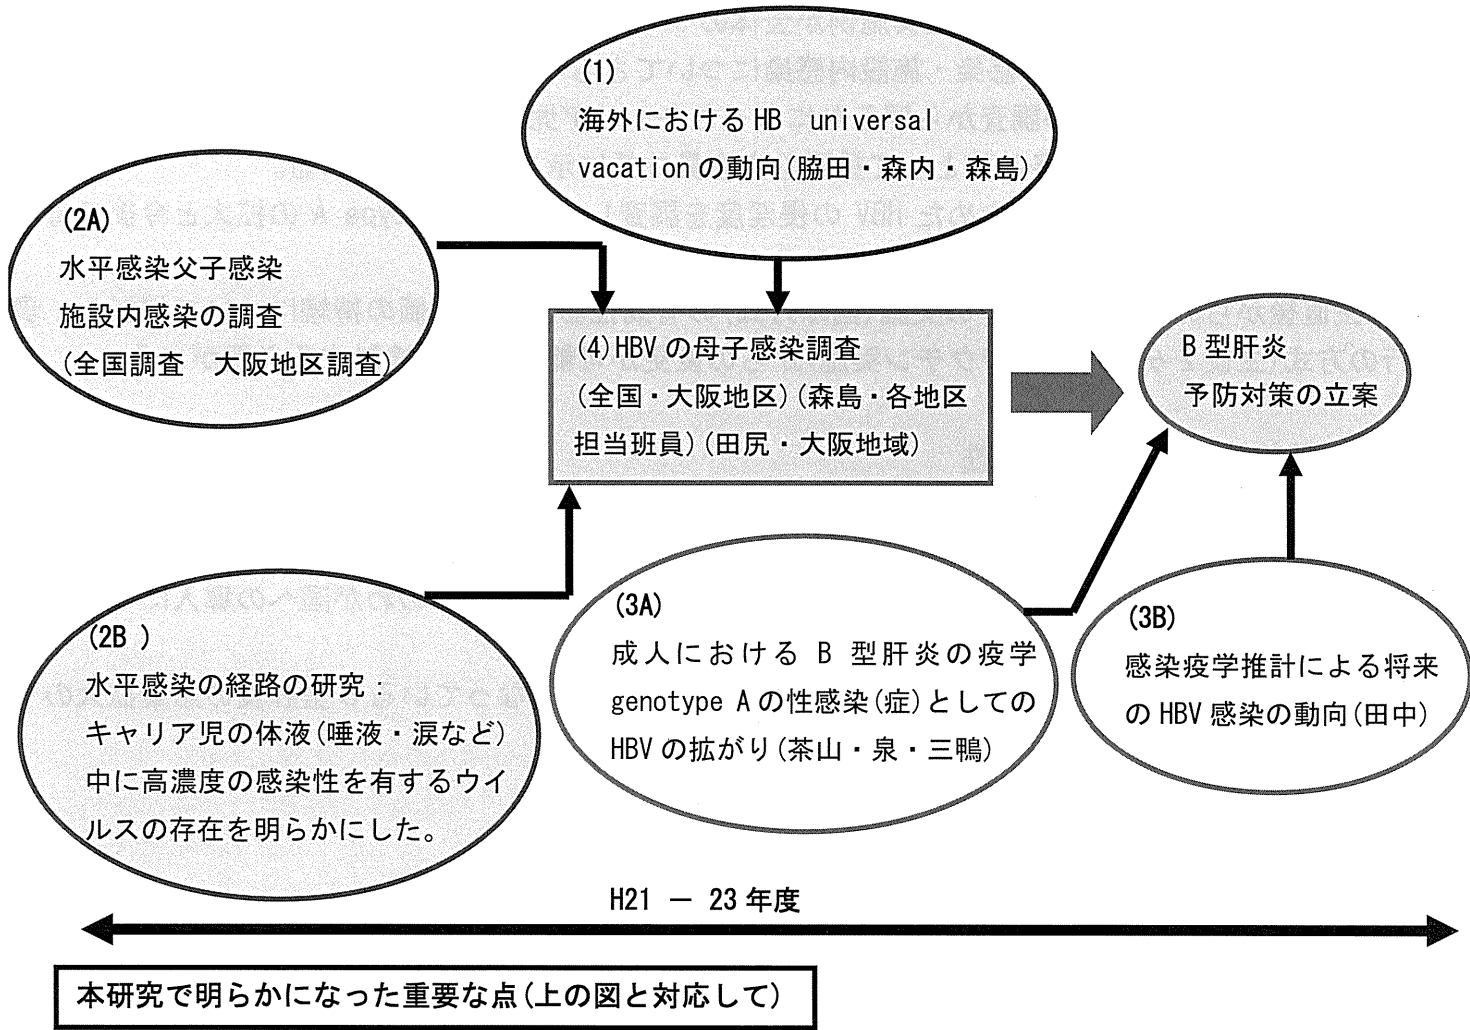 (1)
海外における HB universal
vacation の動向(脇田・森内・森島)
(2A)
水平感染父子感染
施設内感染の調査
(全国調査　大阪地区調査)
(4)HBV の母子感染調査
(全国・大阪地区)(森島・各地区
担当班員)(田尻・大阪地域)
B 型肝炎
予防対策の立案
(2B )
水平感染の経路の研究：
キャリア児の体液(唾液・涙など)
中に高濃度の感染性を有するウイ
ルスの存在を明らかにした。
(3A)
成人における B 型肝炎の疫学
genotype A の性感染(症)としての
HBV の拡がり(茶山・泉・三鴨)
(3B)
感染疫学推計による将来
の HBV 感染の動向(田中)
H21 － 23 年度
本研究で明らかになった重要な点(上の図と対応して)